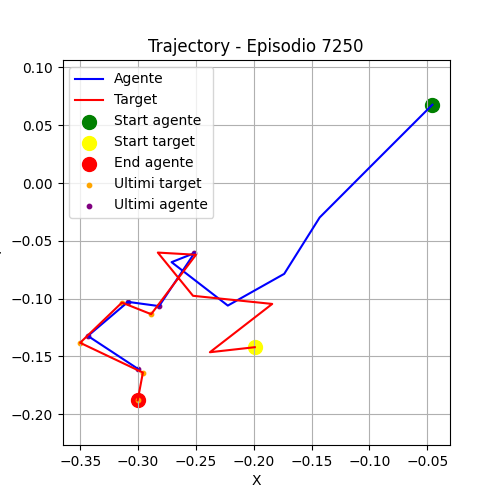 Trajectory - Episodio 7250
Agente
Target
Start agente
Start target
End agente
Ultimi target
Ultimi agente
0.10
0.05
0.00
−0.05
−0.10
−0.15
−0.20
−0.35 −0.30 −0.25 −0.20 −0.15 −0.10 −0.05
X